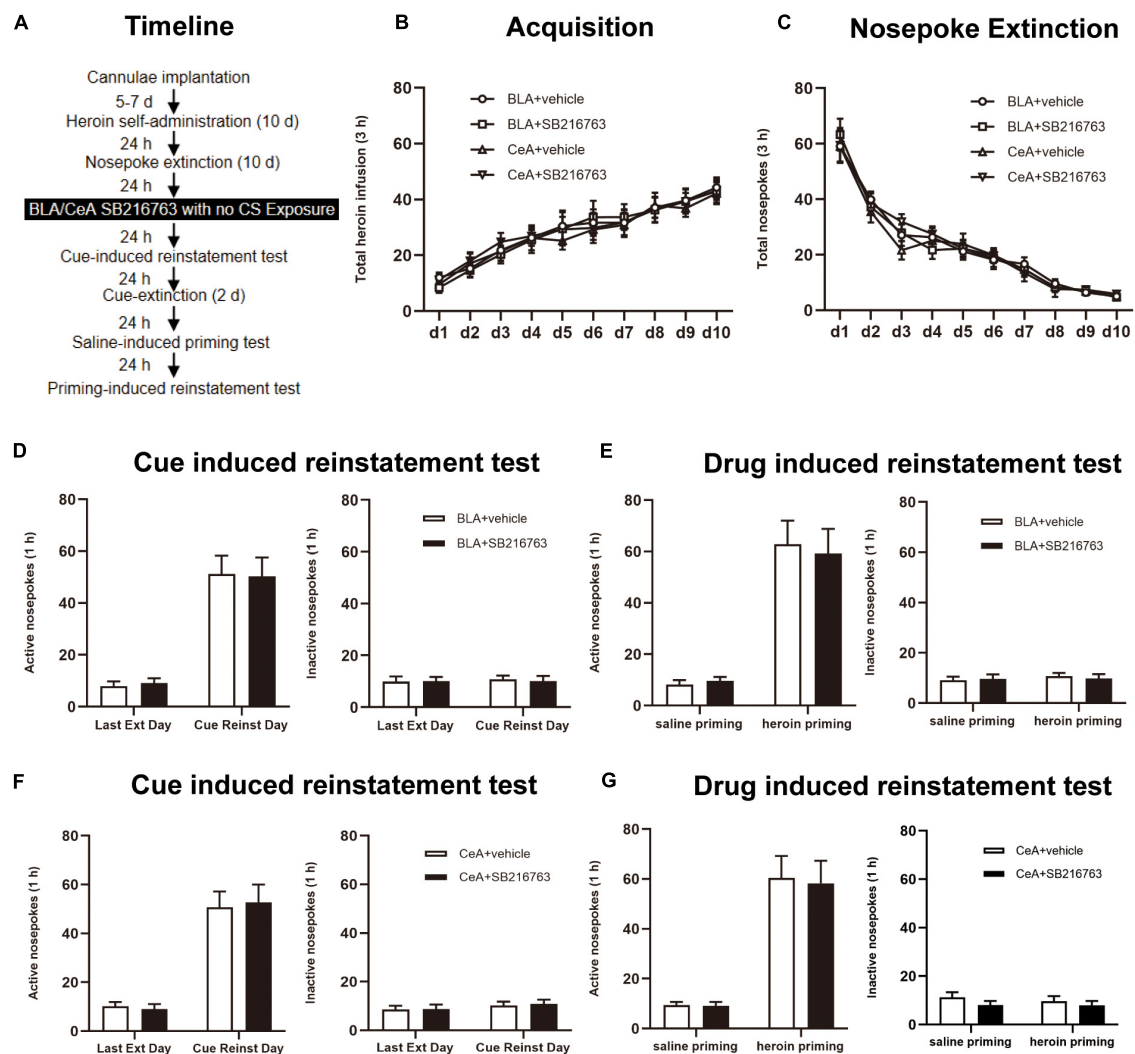 A
Timeline
Cannulae implantation
5-7 d
Heroin self-administration (10 d)
24 h
Nosepoke extinction (10 d)
24 h
BLA/CeA SB216763 with no CS Exposure
24 h
Cue-induced reinstatement test
24 h
Cue-extinction (2 d)
24 h
Saline-induced priming test
24 h
Priming-induced reinstatement test
B
Acquisition
Total heroin infusion (3 h)
80
60
40
20
0
BLA+vehicle
BLA+SB216763
CeA+vehicle
CeA+SB216763
d1 d2 d3 d4 d5 d6 d7 d8 d9 d10
C
Nosepoke Extinction
Total nosepokes (3 h)
80
60
40
20
0
BLA+vehicle
BLA+SB216763
CeA+vehicle
CeA+SB216763
d1 d2 d3 d4 d5 d6 d7 d8 d9 d10
D
Cue induced reinstatement test
Active nosepokes (1 h)
80
60
40
20
0
Last Ext Day Cue Reinst Day
Inactive nosepokes (1 h)
80
60
40
20
0
BLA+vehicle
BLA+SB216763
Last Ext Day Cue Reinst Day
E
Drug induced reinstatement test
Active nosepokes (1 h)
80
60
40
20
0
saline priming heroin priming
Inactive nosepokes (1 h)
80
60
40
20
0
BLA+vehicle
BLA+SB216763
saline priming heroin priming
F
Cue induced reinstatement test
Active nosepokes (1 h)
80
60
40
20
0
Last Ext Day Cue Reinst Day
Inactive nosepokes (1 h)
80
60
40
20
0
CeA+vehicle
CeA+SB216763
Last Ext Day Cue Reinst Day
G
Drug induced reinstatement test
Active nosepokes (1 h)
80
60
40
20
0
saline priming heroin priming
Inactive nosepokes (1 h)
80
60
40
20
0
CeA+vehicle
CeA+SB216763
saline priming heroin priming